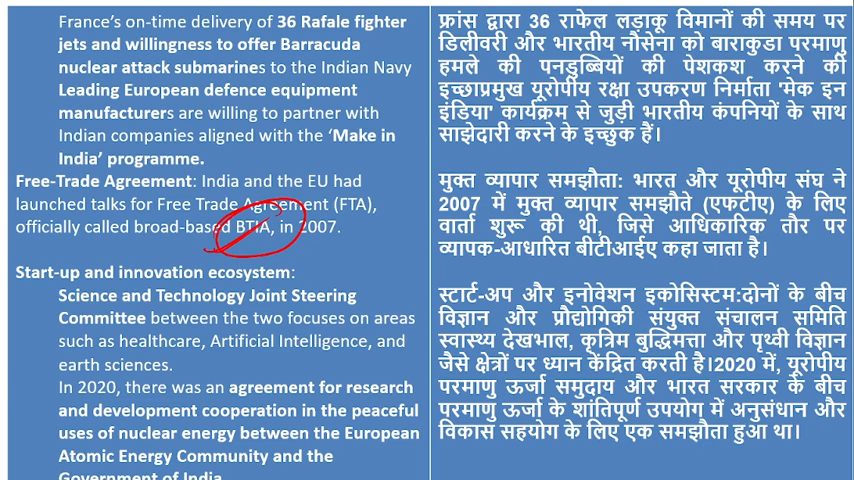 France's on-time delivery of 36 Rafale fighter
jets and willingness to offer Barracuda
nuclear attack submarines to the Indian Navy
Leading European defence equipment
manufacturers are willing to partner with
Indian companies aligned with the ‘Make in
India’ programme.
Free-Trade Agreement: India and the EU had
launched talks for Free Trade Agreement (FTA),
officially called broad-based BTIA, in 2007.
Start-up and innovation ecosystem:
Science and Technology Joint Steering
Committee between the two focuses on areas
such as healthcare, Artificial Intelligence, and
earth sciences.
In 2020, there was an agreement for research
and development cooperation in the peaceful
uses of nuclear energy between the European
Atomic Energy Community and the
Government of India
फ्रांस द्वारा 36 राफेल लड़ाकू विमानों की समय पर
डिलीवरी और भारतीय नौसेना को बाराकुडा परमाणु
हमले की पनडुब्बियों की पेशकश करने की
इच्छाप्रमुख यूरोपीय रक्षा उपकरण निर्माता 'मेक इन
इंडिया' कार्यक्रम से जुड़ी भारतीय कंपनियों के साथ
साझेदारी करने के इच्छुक हैं।
मुक्त व्यापार समझौता: भारत और यूरोपीय संघ ने
2007 में मुक्त व्यापार समझौते (एफटीए) के लिए
वार्ता शुरू की थी, जिसे आधिकारिक तौर पर
व्यापक-आधारित बीटीआईए कहा जाता है।
स्टार्ट-अप और इनोवेशन इकोसिस्टम:दोनों के बीच
विज्ञान और प्रौद्योगिकी संयुक्त संचालन समिति
स्वास्थ्य देखभाल, कृत्रिम बुद्धिमत्ता और पृथ्वी विज्ञान
जैसे क्षेत्रों पर ध्यान केंद्रित करती है।2020 में, यूरोपीय
परमाणु ऊर्जा समुदाय और भारत सरकार के बीच
परमाणु ऊर्जा के शांतिपूर्ण उपयोग में अनुसंधान और
विकास सहयोग के लिए एक समझौता हुआ था।